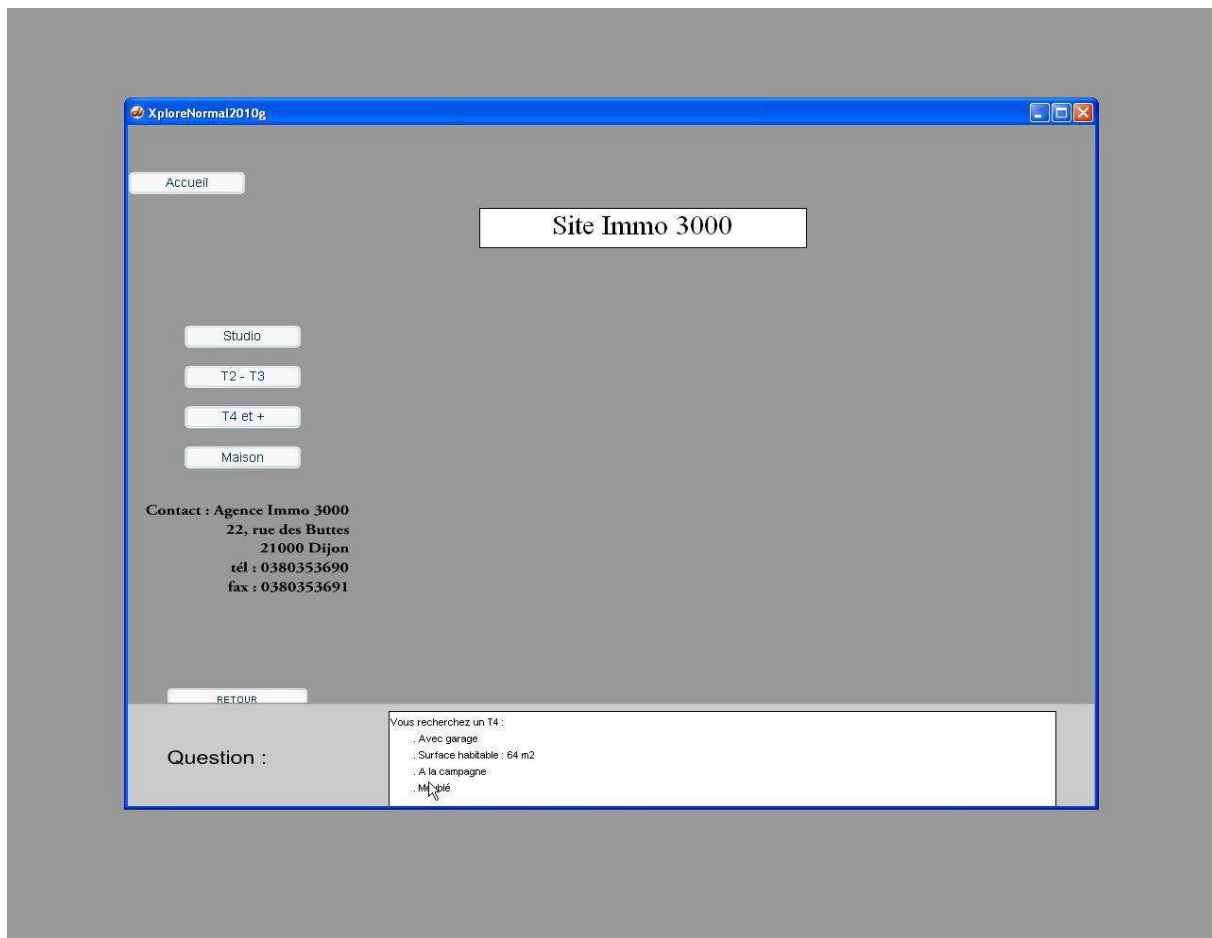 XploreNormal2010g
Accueil
Site Immo 3000
Studio
T2 - T3
T4 et +
Maison
Contact : Agence Immo 3000
22, rue des Buttes
21000 Dijon
tél : 0380353690
fax : 0380353691
RETOUR
Question :
Vous recherchez un T4 :
. Avec garage
. Surface habitable : 64 m2
. A la campagne
. Meublé